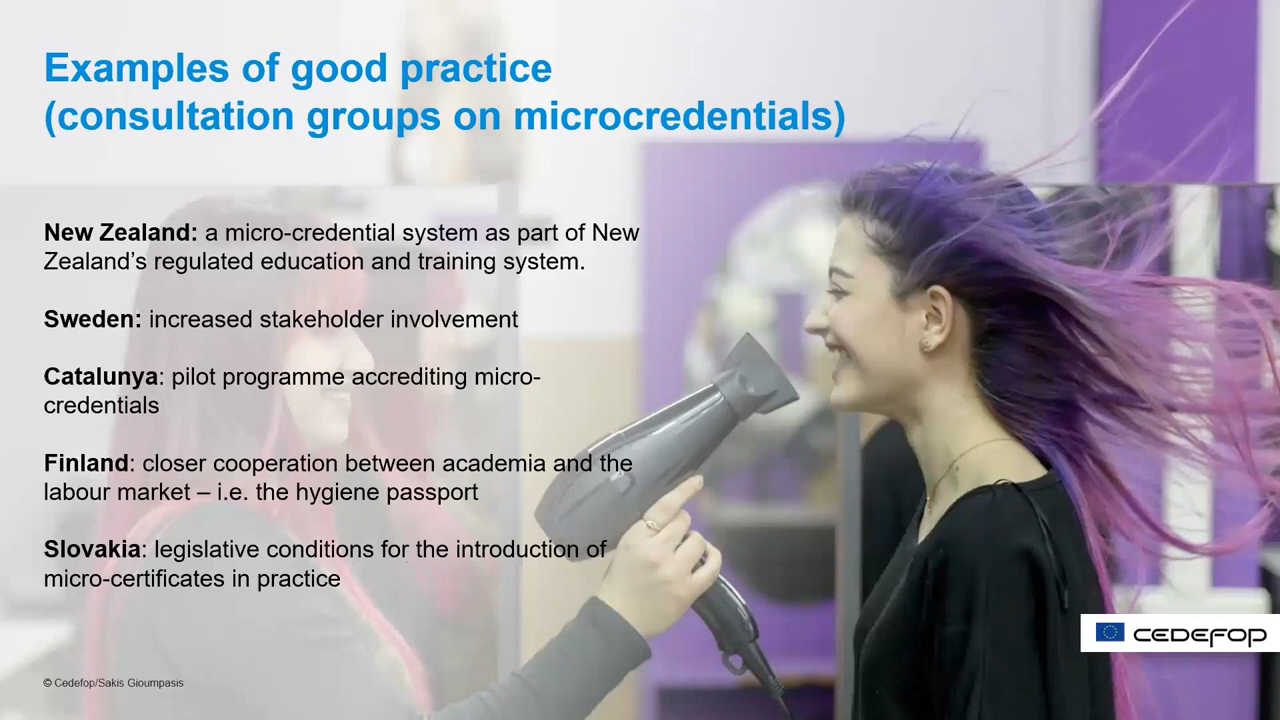 Examples of good practice
(consultation groups on microcredentials)
New Zealand: a micro-credential system as part of New
Zealand’s regulated education and training system.
Sweden: increased stakeholder involvement
Catalunya: pilot programme accrediting micro-
credentials
Finland: closer cooperation between academia and the
labour market – i.e. the hygiene passport
Slovakia: legislative conditions for the introduction of
micro-certificates in practice
CEDEFOP
© Cedefop/Sakis Gioumpasis